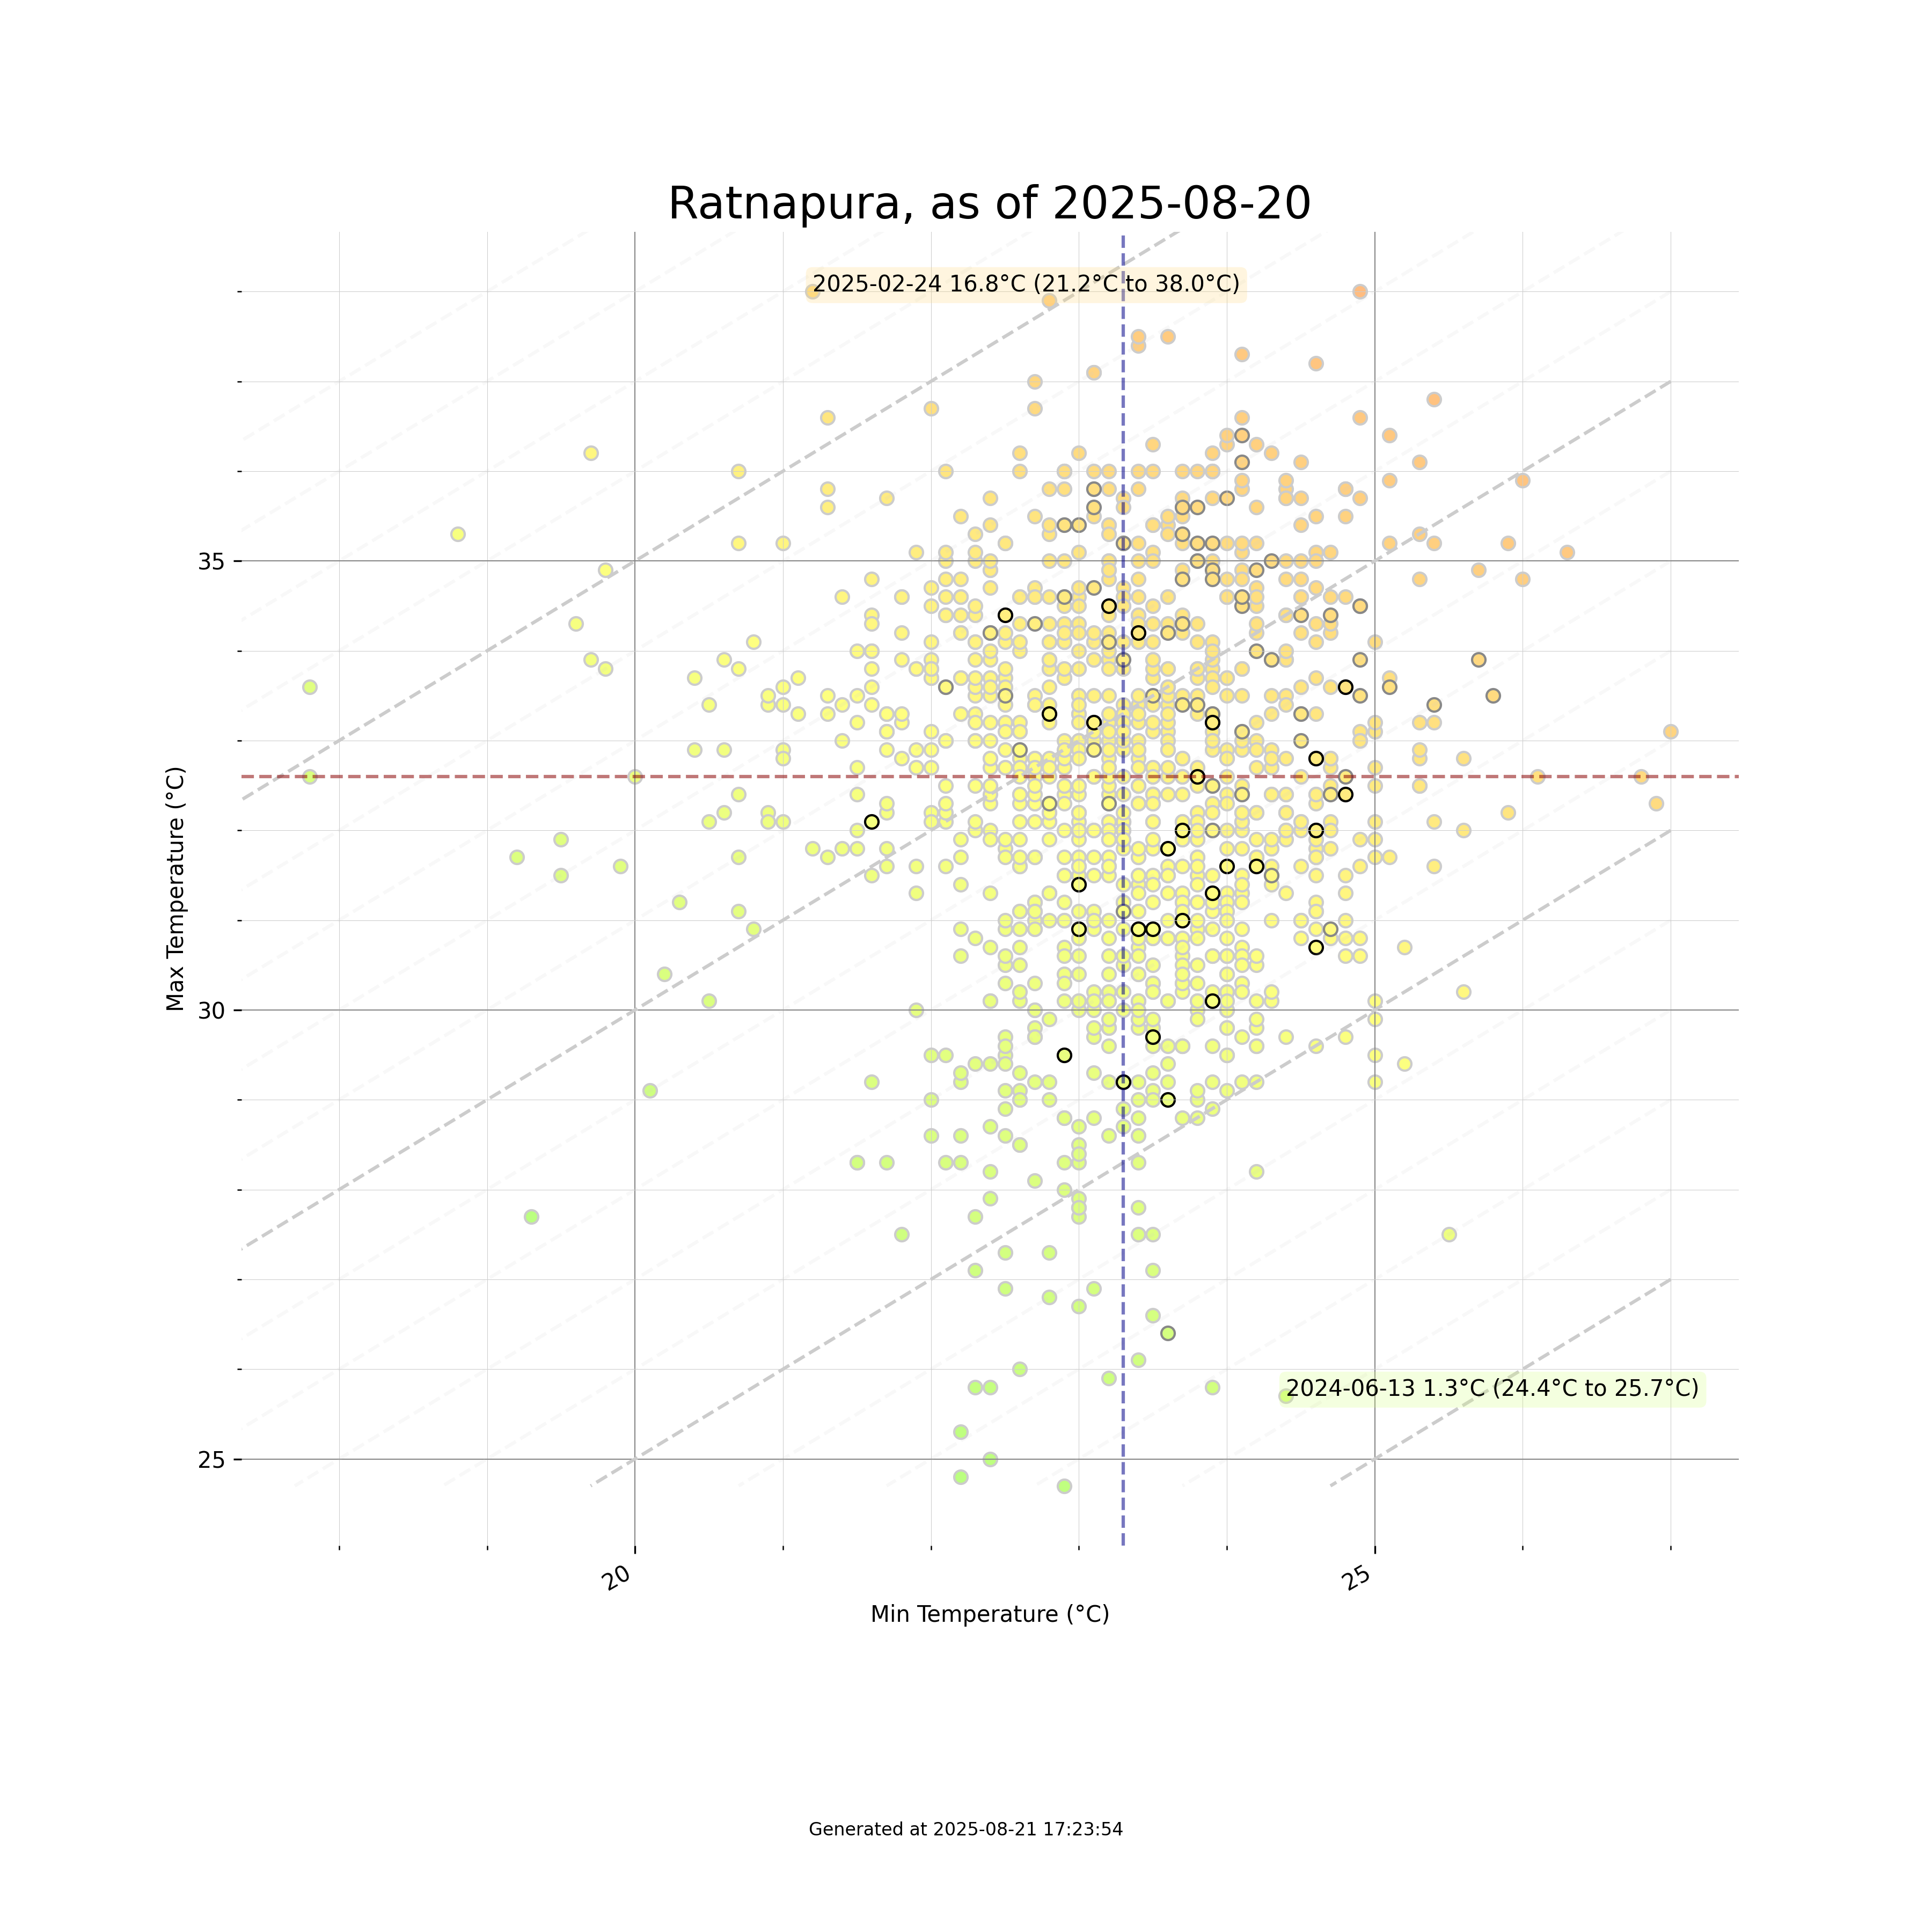 Ratnapura, as of 2025-08-20
2025-02-24 16.8°C (21.2°C to 38.0°C)
35
Max Temperature (°C)
30
2024-06-13 1.3°C (24.4°C to 25.7°C)
25
20
25
Min Temperature (°C)
Generated at 2025-08-21 17:23:54